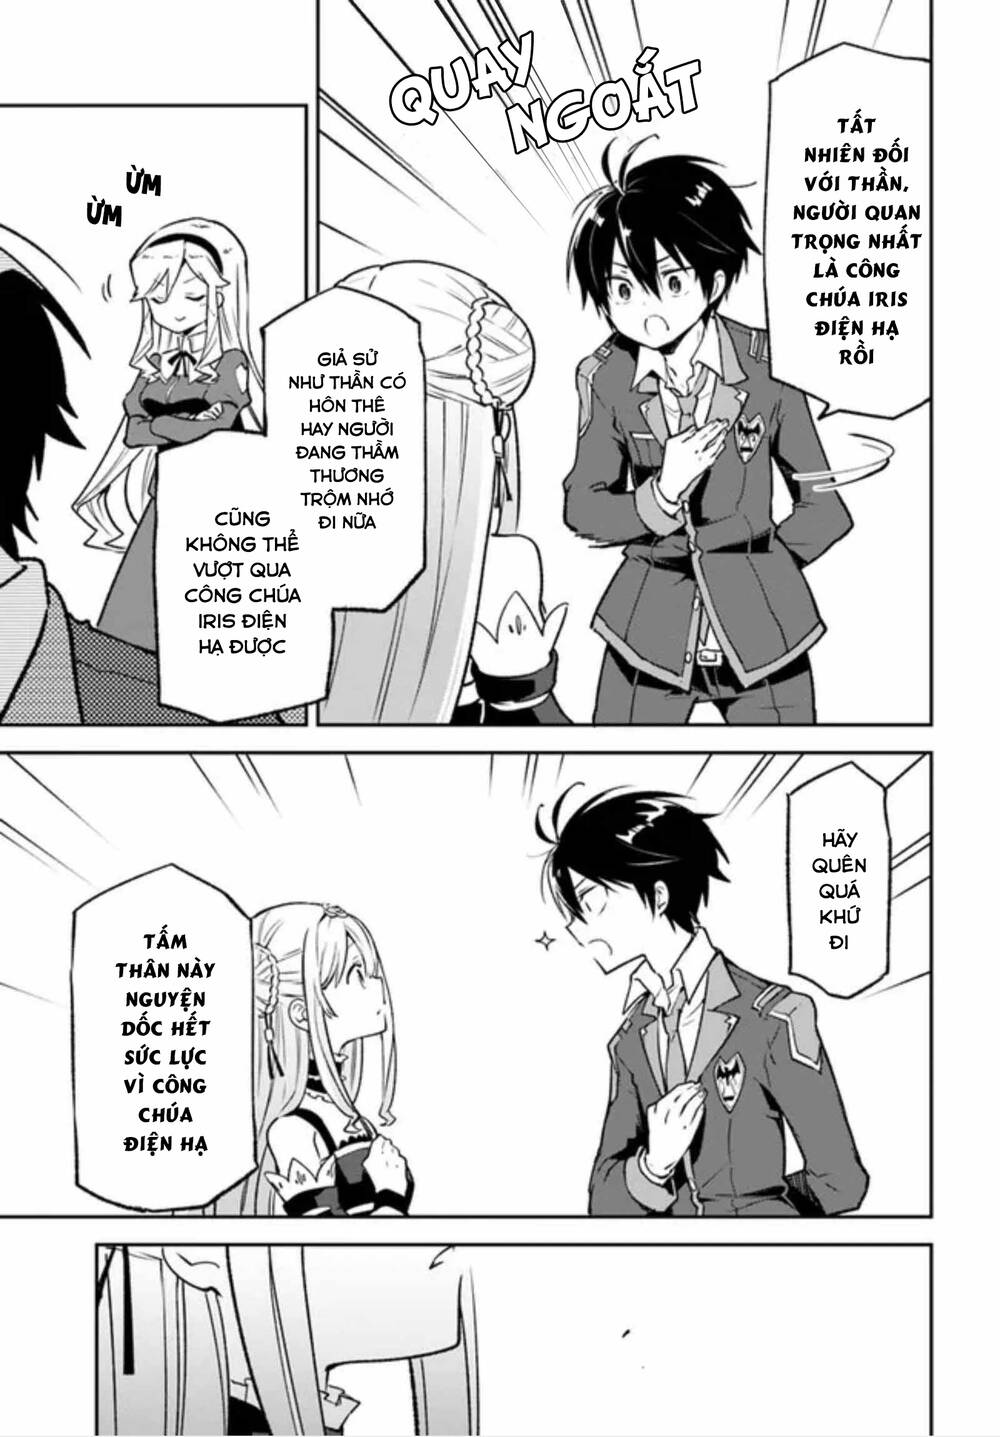 QUAY
NGOẮT
TẤT
NHIÊN ĐỐI
VỚI THẦN,
NGƯỜI QUAN
TRỌNG NHẤT
LÀ CÔNG
CHÚA IRIS
ĐIỆN HẠ
RỒI
GIẢ SỬ
NHƯ THẦN CÓ
HÔN THÊ
HAY NGƯỜI
ĐANG THẦM
THƯƠNG
TRỘM NHỚ
ĐI NỮA
CŨNG
KHÔNG THỂ
VƯỢT QUA
CÔNG CHÚA
IRIS ĐIỆN
HẠ ĐƯỢC
ỪM
ỪM
HÃY
QUÊN
QUÁ
KHỨ
ĐI
TẤM
THÂN NÀY
NGUYỆN
DỐC HẾT
SỨC LỰC
VÌ CÔNG
CHÚA
ĐIỆN HẠ